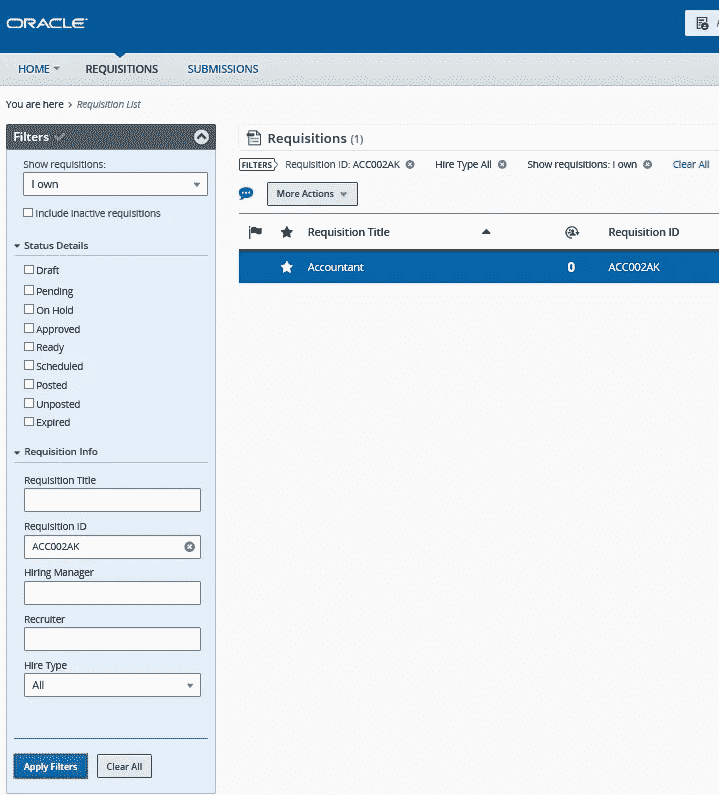 ORACLE
HOME REQUISITIONS SUBMISSIONS
You are here > Requisition List
Filters
Show requisitions:
I own
Include inactive requisitions
Status Details
Draft
Pending
On Hold
Approved
Ready
Scheduled
Posted
Unposted
Expired
Requisition Info
Requisition Title
Requisition ID
ACC002AK
Hiring Manager
Recruiter
Hire Type
All
Apply Filters Clear All
Requisitions (1)
FILTERS Requisition ID: ACC002AK Hire Type All Show requisitions: I own Clear All
More Actions
Requisition Title Requisition ID
Accountant 0 ACC002AK